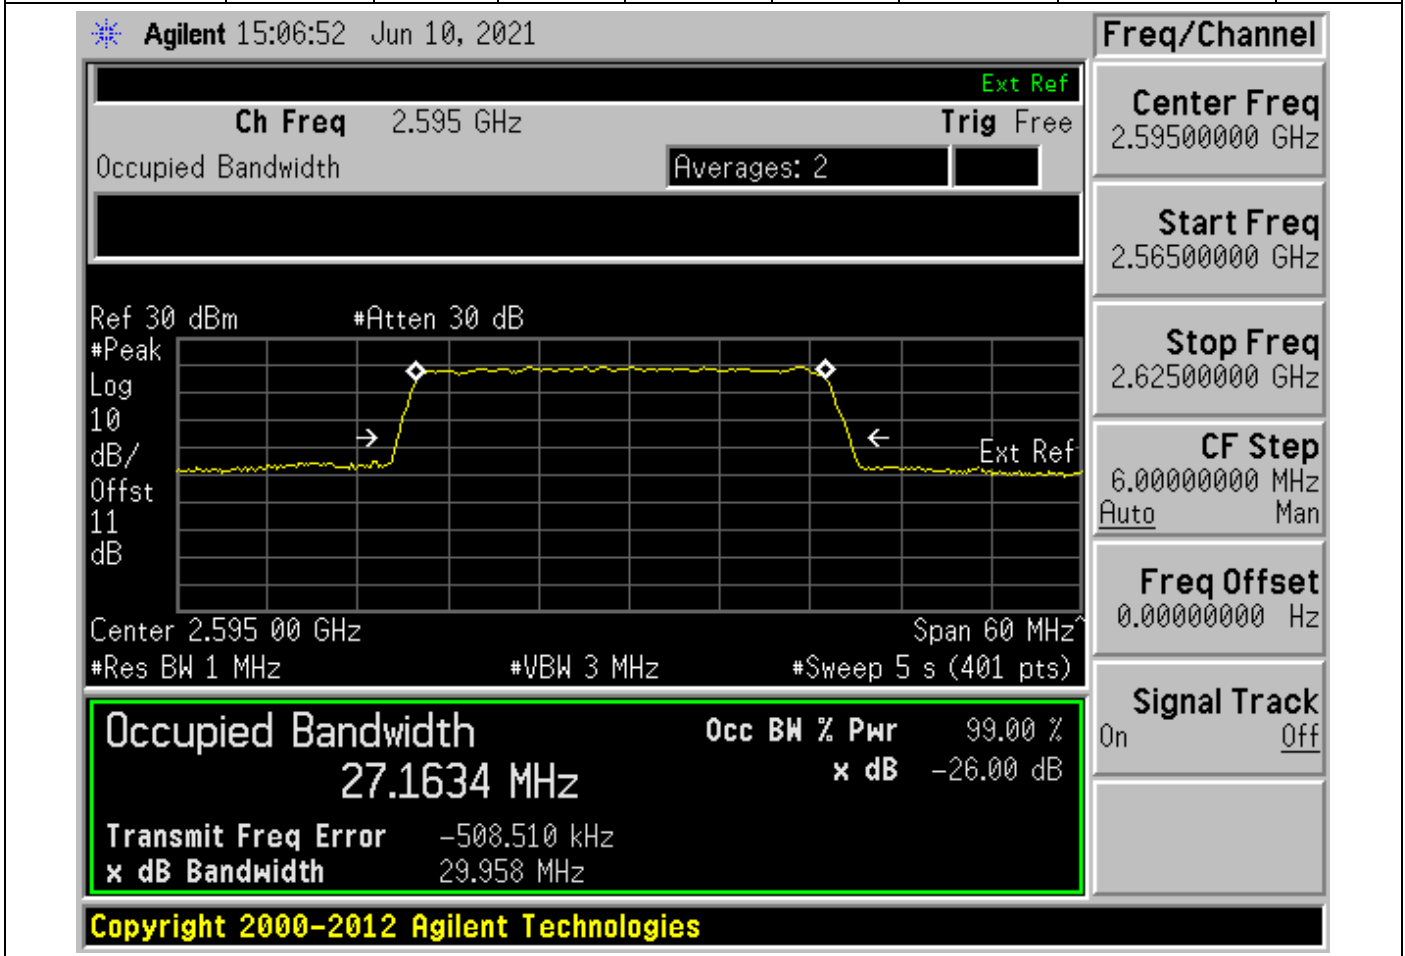 Agilent 15:06:52 Jun 10, 2021
Freq/Channel
Ext Ref
Ch Freq 2.595 GHz Trig Free
Occupied Bandwidth Averages: 2
Center Freq
2.59500000 GHz
Start Freq
2.56500000 GHz
Stop Freq
2.62500000 GHz
CF Step
6.00000000 MHz
Auto Man
Freq Offset
0.00000000 Hz
Signal Track
On Off
Ref 30 dBm #Atten 30 dB
#Peak
Log
10
dB/
Offst
11
dB
Ext Ref
Center 2.595 00 GHz Span 60 MHz^
#Res BW 1 MHz #VBW 3 MHz #Sweep 5 s (401 pts)
Occupied Bandwidth Occ BW % Pwr 99.00 %
27.1634 MHz x dB -26.00 dB
Transmit Freq Error -508.510 kHz
x dB Bandwidth 29.958 MHz
Copyright 2000-2012 Agilent Technologies